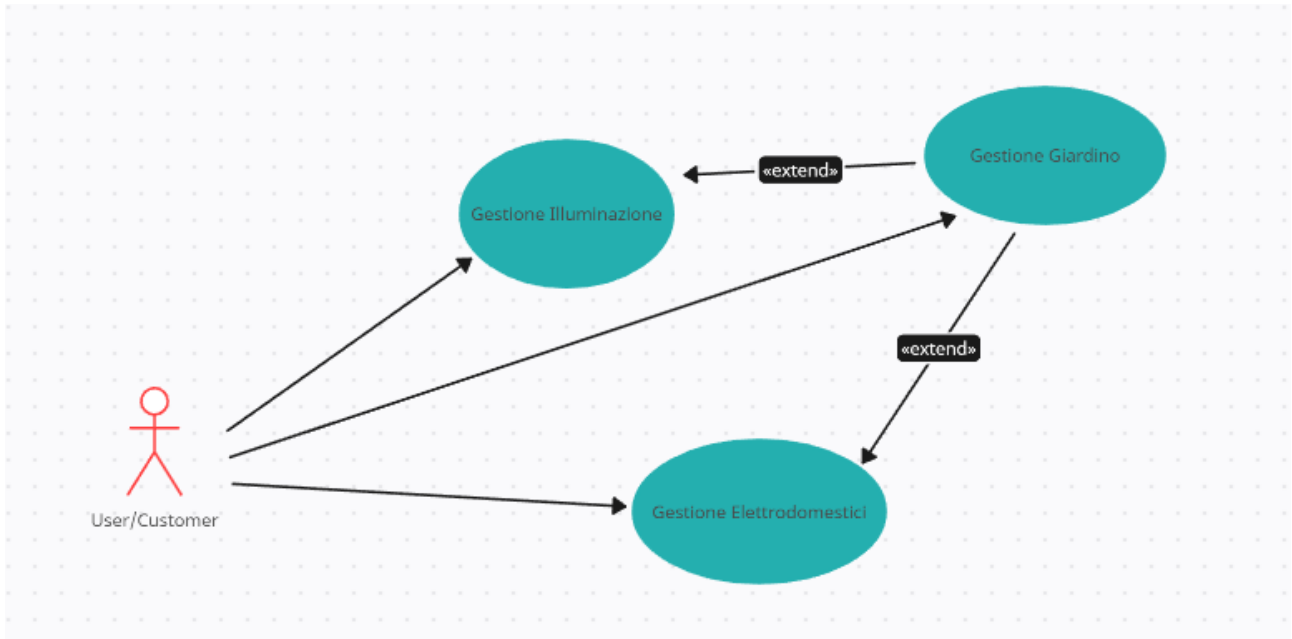 Gestione Giardino
«extend»
Gestione Illuminazione
«extend»
Gestione Elettrodomestici
User/Customer